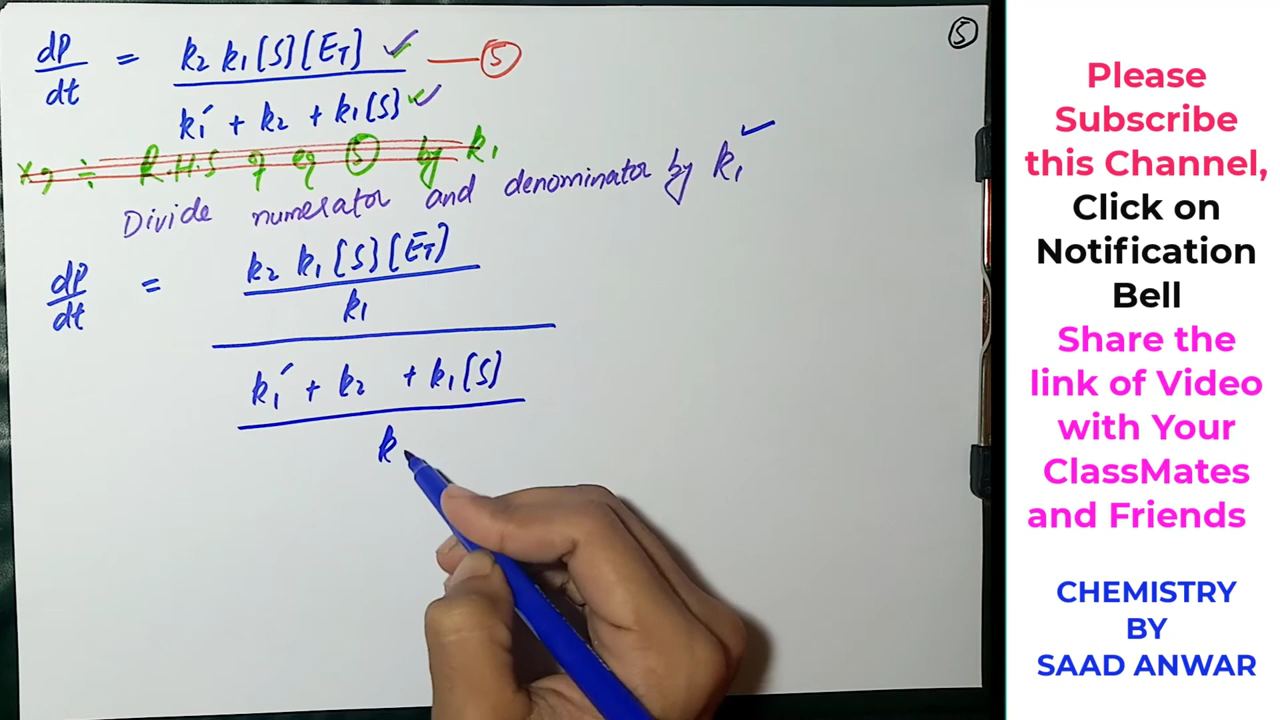 ⑤
dP/dt = k₂ k₁[S][E_T] ✓ — ⑤
k₁′ + k₂ + k₁[S] ✓
÷ R.H.S of eq ⑤ by k₁
Divide numerator and denominator by k₁ ✓
dP/dt = k₂ k₁[S][E_T]
k₁
k₁′ + k₂ + k₁[S]
k
Please
Subscribe
this Channel,
Click on
Notification
Bell
Share the
link of Video
with Your
ClassMates
and Friends
CHEMISTRY
BY
SAAD ANWAR